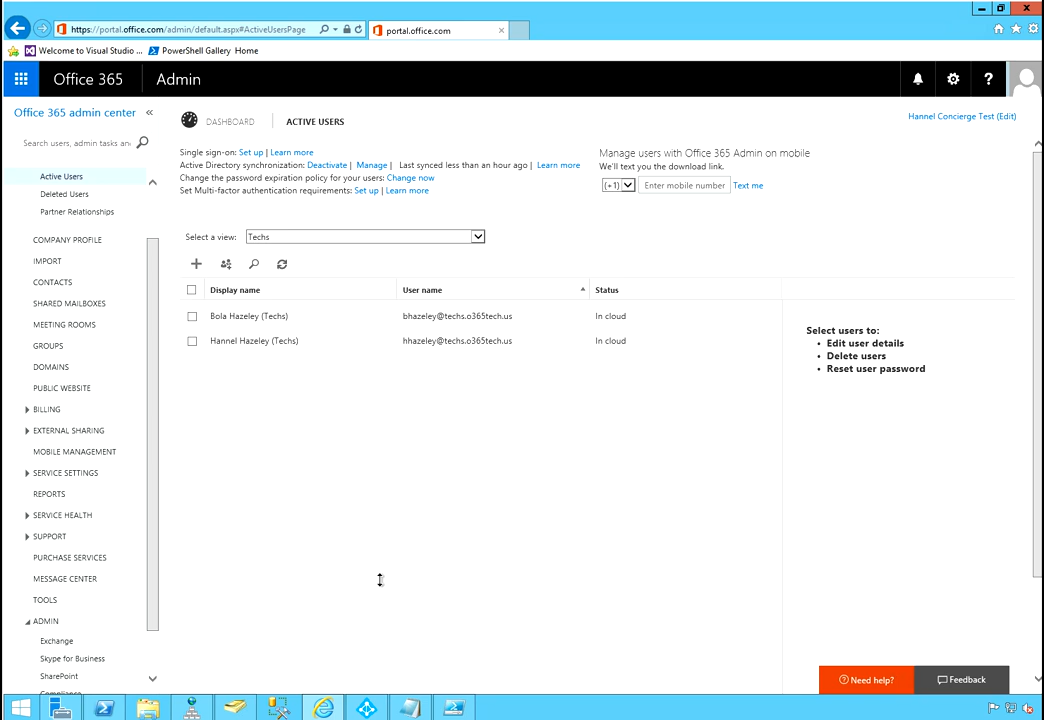 https://portal.office.com/admin/default.aspx#ActiveUsersPage
portal.office.com
Welcome to Visual Studio ...
PowerShell Gallery Home
Office 365
Admin
?
Office 365 admin center «
DASHBOARD
ACTIVE USERS
Hannel Concierge Test (Edit)
Search users, admin tasks an
Single sign-on: Set up | Learn more
Active Directory synchronization: Deactivate | Manage | Last synced less than an hour ago | Learn more
Change the password expiration policy for your users: Change now
Set Multi-factor authentication requirements: Set up | Learn more
Manage users with Office 365 Admin on mobile
We'll text you the download link.
(+1)
Enter mobile number
Text me
Active Users
Deleted Users
Partner Relationships
COMPANY PROFILE
IMPORT
CONTACTS
SHARED MAILBOXES
MEETING ROOMS
GROUPS
DOMAINS
PUBLIC WEBSITE
BILLING
EXTERNAL SHARING
MOBILE MANAGEMENT
SERVICE SETTINGS
REPORTS
SERVICE HEALTH
SUPPORT
PURCHASE SERVICES
MESSAGE CENTER
TOOLS
ADMIN
Exchange
Skype for Business
SharePoint
Compliance
Select a view: Techs
Display name
User name
Status
Bola Hazeley (Techs)
bhazeley@techs.o365tech.us
In cloud
Hannel Hazeley (Techs)
hhazeley@techs.o365tech.us
In cloud
Select users to:
• Edit user details
• Delete users
• Reset user password
Need help?
Feedback